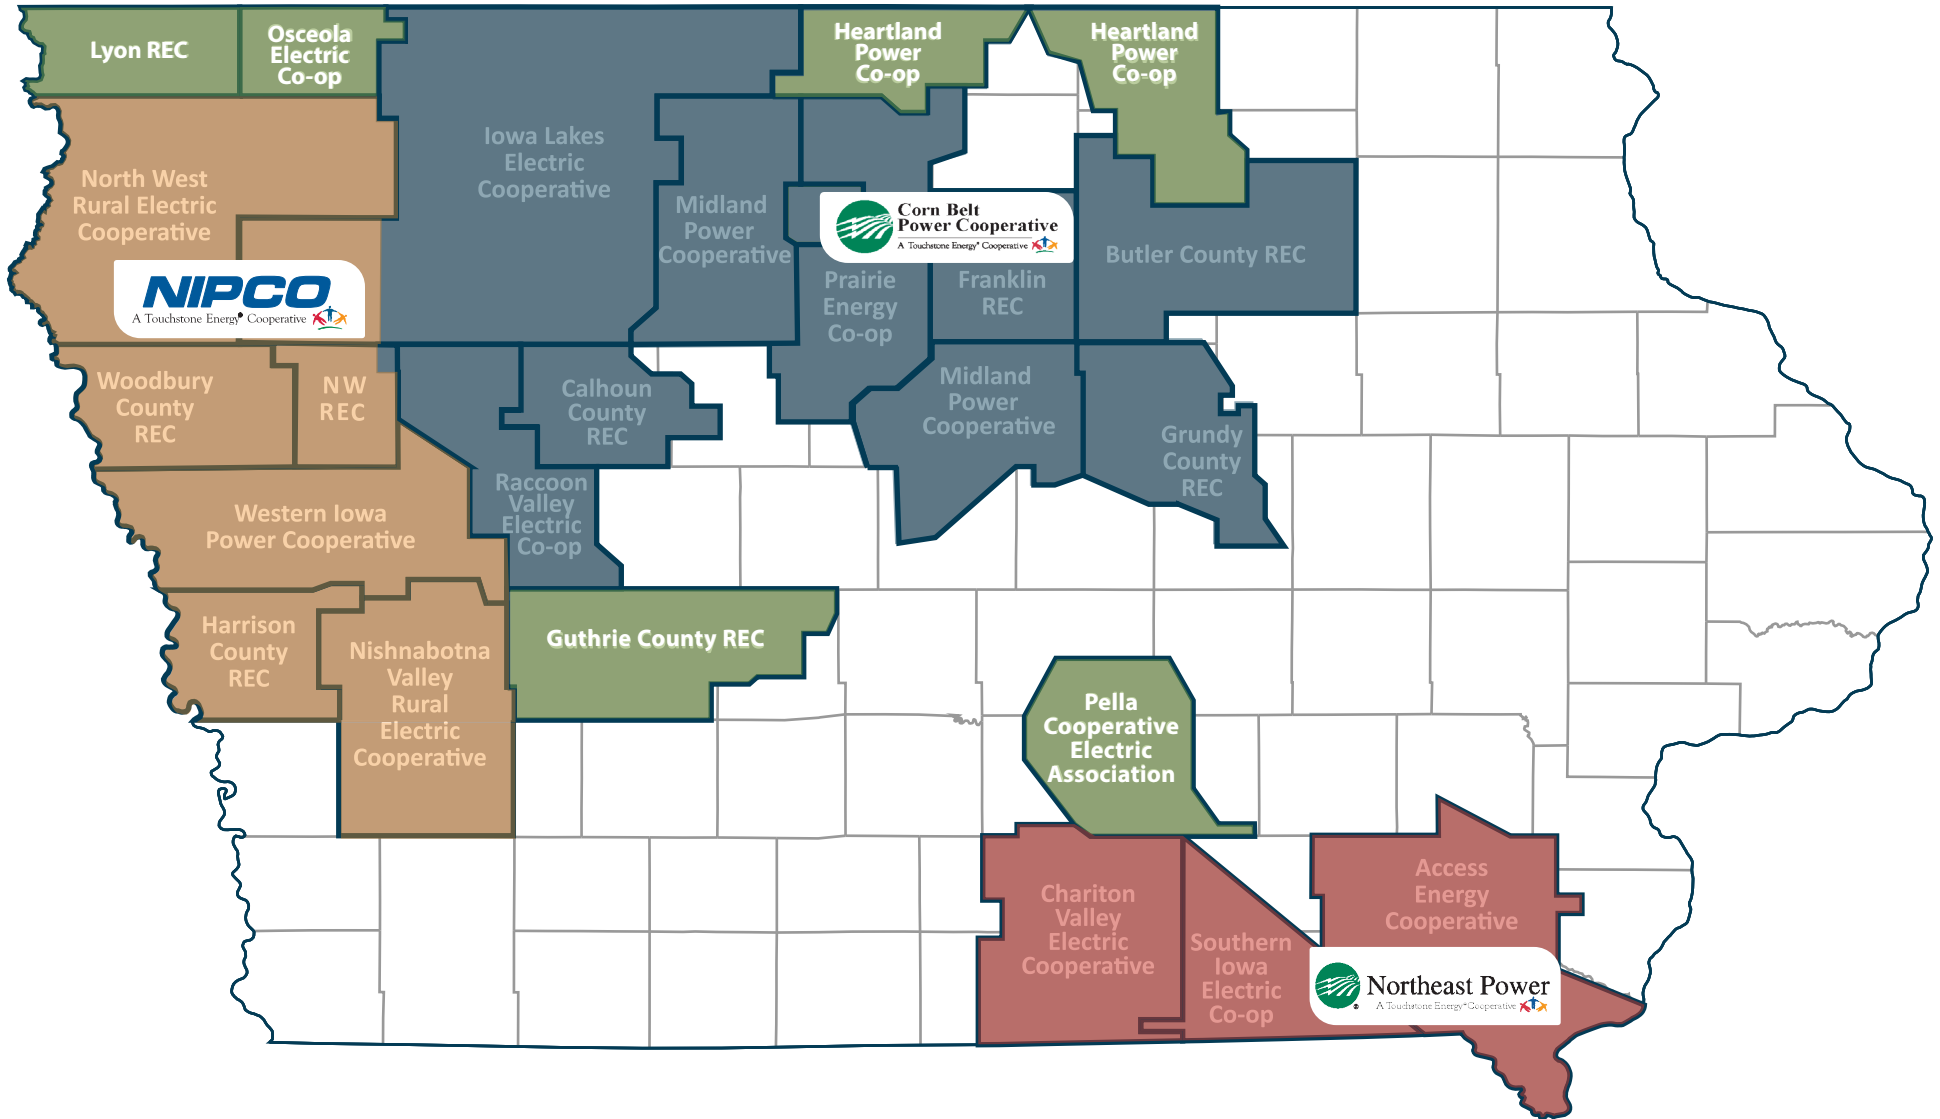 Lyon REC
Osceola
Electric
Co-op
Heartland
Power
Co-op
Heartland
Power
Co-op
Iowa Lakes
Electric
Cooperative
North West
Rural Electric
Cooperative
Midland
Power
Cooperative
Corn Belt
Power Cooperative
A Touchstone Energy® Cooperative
Butler County REC
Prairie
Energy
Co-op
Franklin
REC
NIPCO
A Touchstone Energy® Cooperative
Woodbury
County
REC
NW
REC
Calhoun
County
REC
Midland
Power
Cooperative
Grundy
County
REC
Raccoon
Valley
Electric
Co-op
Western Iowa
Power Cooperative
Harrison
County
REC
Nishnabotna
Valley
Rural
Electric
Cooperative
Guthrie County REC
Pella
Cooperative
Electric
Association
Chariton
Valley
Electric
Cooperative
Southern
Iowa
Electric
Co-op
Access
Energy
Cooperative
Northeast Power
A Touchstone Energy® Cooperative